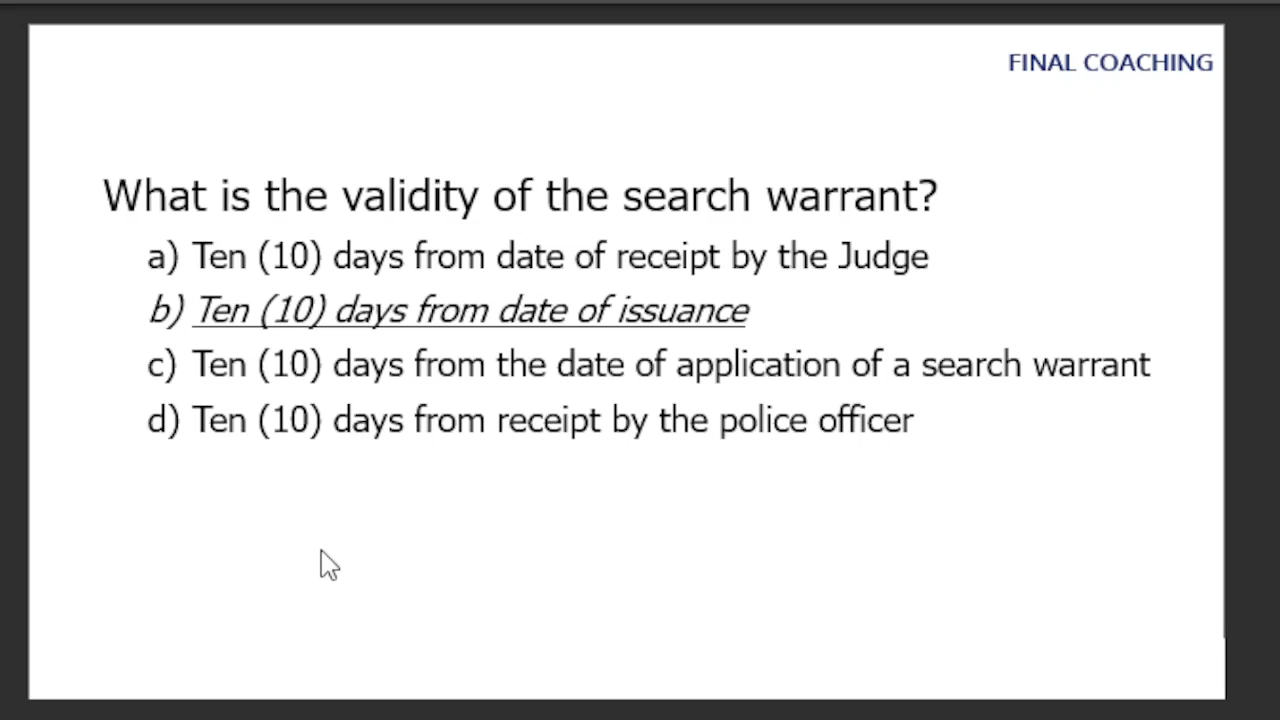 FINAL COACHING
What is the validity of the search warrant?
a) Ten (10) days from date of receipt by the Judge
b) Ten (10) days from date of issuance
c) Ten (10) days from the date of application of a search warrant
d) Ten (10) days from receipt by the police officer